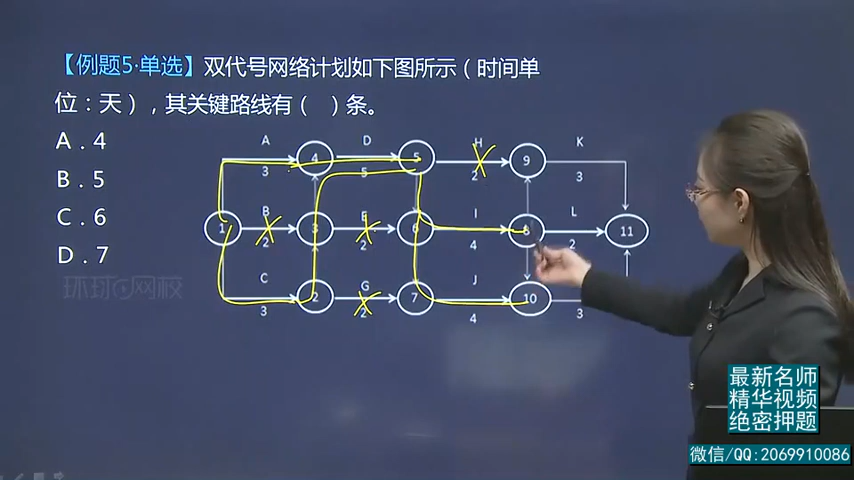 【例题5·单选】双代号网络计划如下图所示（时间单
位：天），其关键路线有（ ）条。
A．4
B．5
C．6
D．7
A D H K
4 5 9
3 5 2 3
B E I L
1 3 6 8 11
2 2 4 2
C G J
2 7 10
3 2 4 3
环球网校
最新名师
精华视频
绝密押题
微信/QQ:2069910086